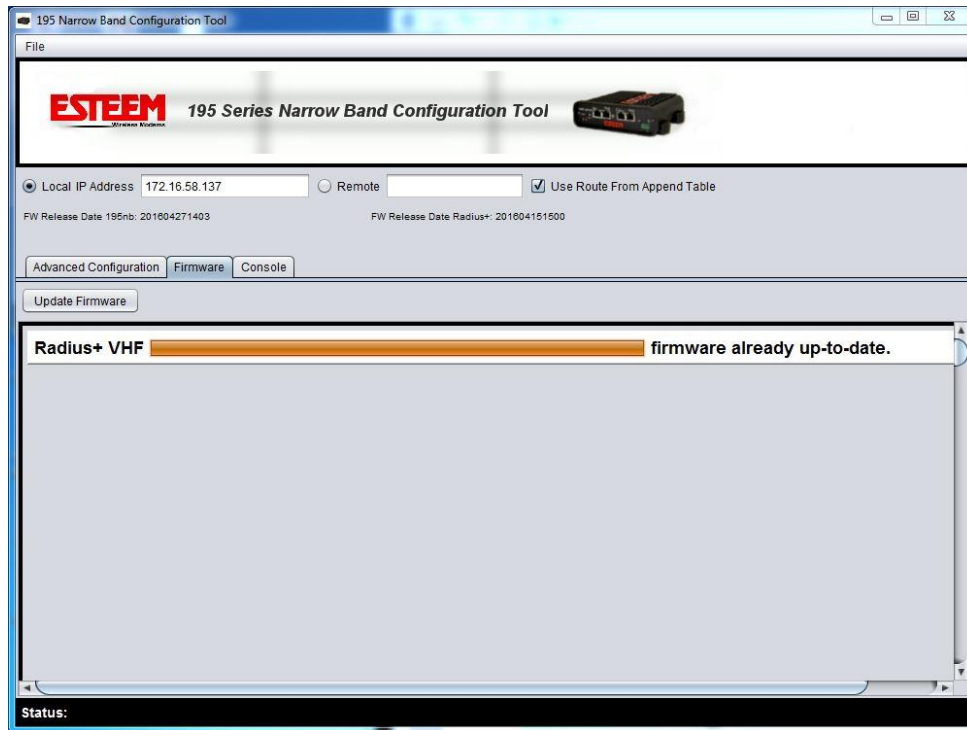 195 Narrow Band Configuration Tool
File
ESTEEM
Wireless Modems
195 Series Narrow Band Configuration Tool
Local IP Address 172.16.58.137 Remote Use Route From Append Table
FW Release Date 195nb: 201604271403 FW Release Date Radius+: 201604151500
Advanced Configuration Firmware Console
Update Firmware
Radius+ VHF firmware already up-to-date.
Status: